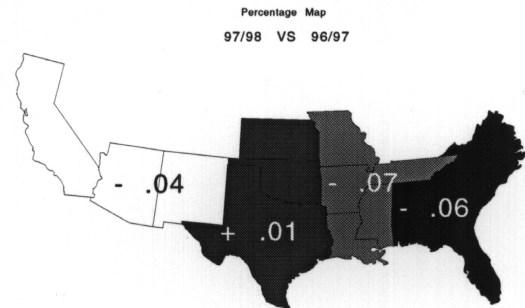 Percentage Map
97/98 VS 96/97
- .04
- .07
- .06
+ .01